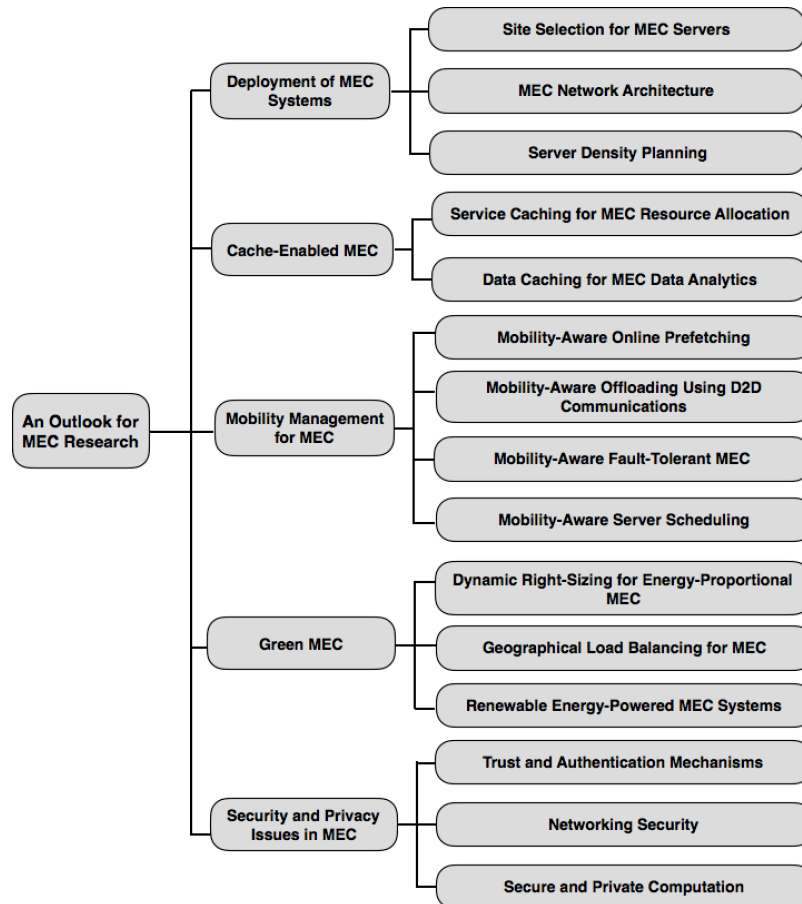 Site Selection for MEC Servers
Deployment of MEC
Systems
MEC Network Architecture
Server Density Planning
Service Caching for MEC Resource Allocation
Cache-Enabled MEC
Data Caching for MEC Data Analytics
Mobility-Aware Online Prefetching
Mobility-Aware Offloading Using D2D
Communications
An Outlook for
MEC Research
Mobility Management
for MEC
Mobility-Aware Fault-Tolerant MEC
Mobility-Aware Server Scheduling
Dynamic Right-Sizing for Energy-Proportional
MEC
Green MEC
Geographical Load Balancing for MEC
Renewable Energy-Powered MEC Systems
Trust and Authentication Mechanisms
Security and Privacy
Issues in MEC
Networking Security
Secure and Private Computation